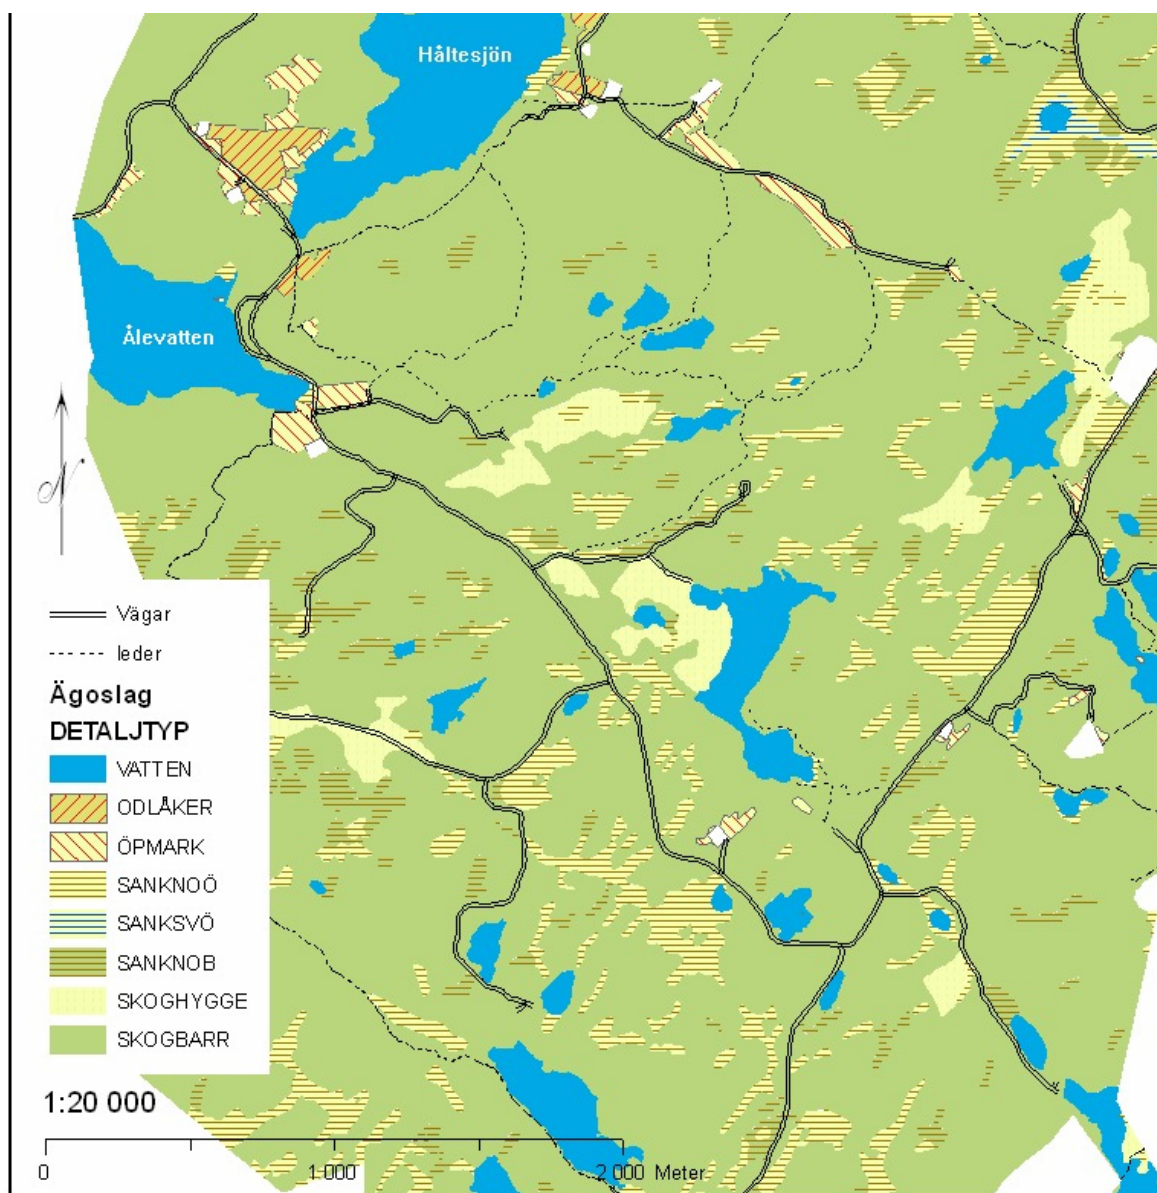 Håltesjön
Ålevatten
N
Vägar
leder
Ägoslag
DETALJTYP
VATTEN
ODLÅKER
ÖPMARK
SANKNOÖ
SANKSVÖ
SANKNOB
SKOGHYGGE
SKOGBARR
1:20 000
0 1 000 2 000 Meter